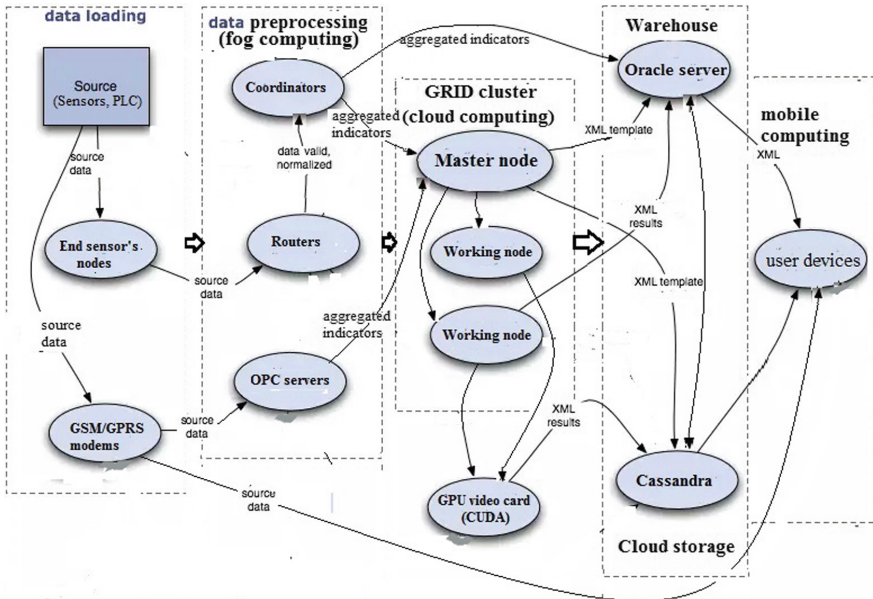 data loading
Source
(Sensors, PLC)
source
data
End sensor's
nodes
source
data
source
data
GSM/GPRS
modems
source
data
source
data
data preprocessing
(fog computing)
Coordinators
data valid,
normalized
Routers
OPC servers
aggregated indicators
aggregated
indicators
aggregated
indicators
GRID cluster
(cloud computing)
Master node
Working node
Working node
GPU video card
(CUDA)
XML template
XML
results
XML template
XML
results
Warehouse
Oracle server
Cassandra
Cloud storage
XML
mobile
computing
user devices